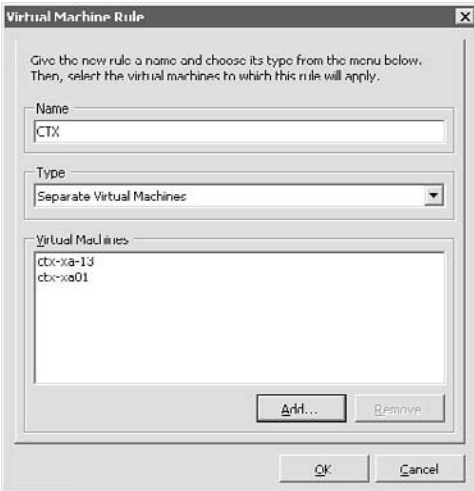 Virtual Machine Rule
Give the new rule a name and choose its type from the menu below.
Then, select the virtual machines to which this rule will apply.
Name
CTX
Type
Separate Virtual Machines
Virtual Machines
ctx-xa-13
ctx-xa01
Add...
Remove
OK
Cancel